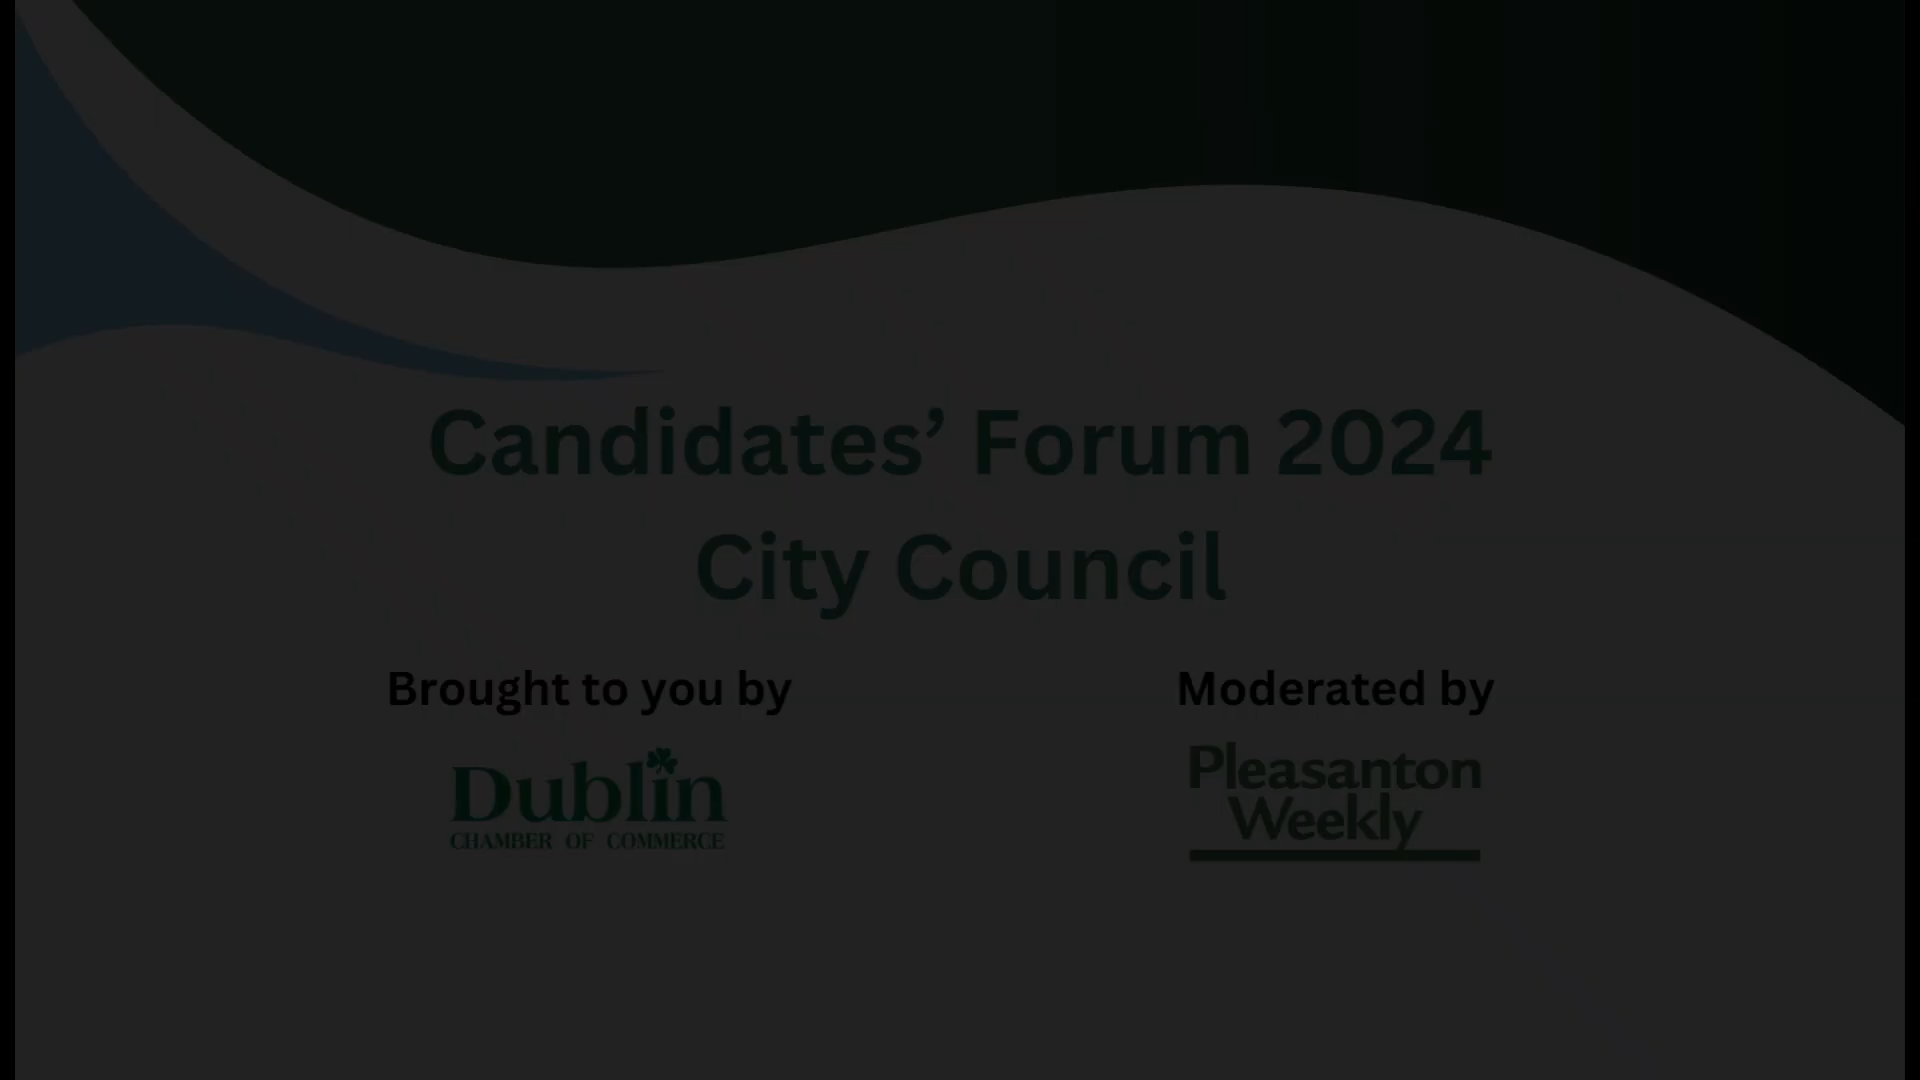 Candidates’ Forum 2024
City Council
Brought to you by
Moderated by
Dublin
CHAMBER OF COMMERCE
Pleasanton
Weekly